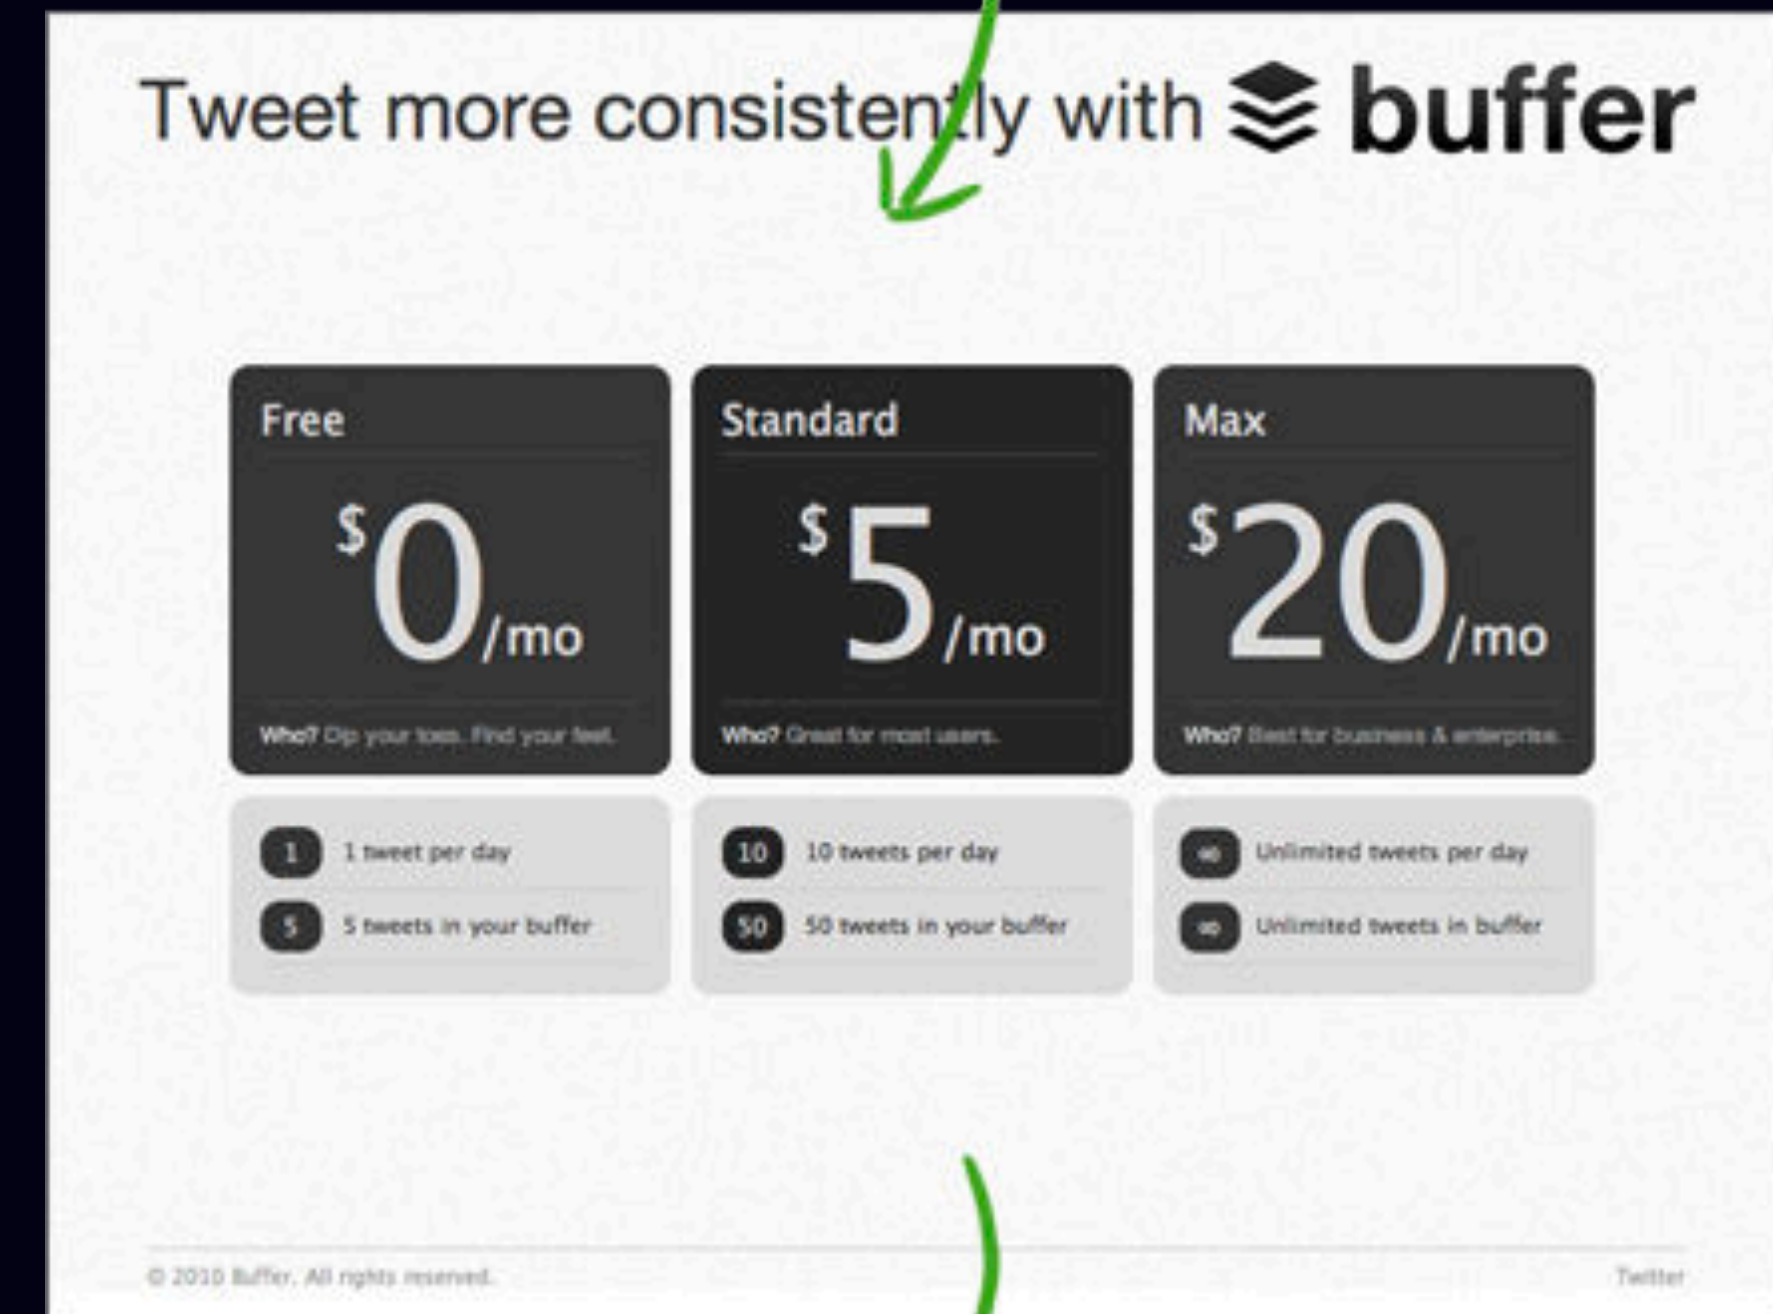 Tweet more consistently with buffer
Free
$0/mo
Who? Dip your toes. Find your feet.
1 1 tweet per day
5 5 tweets in your buffer
Standard
$5/mo
Who? Great for most users.
10 10 tweets per day
50 50 tweets in your buffer
Max
$20/mo
Who? Best for business & enterprise.
∞ Unlimited tweets per day
∞ Unlimited tweets in buffer
© 2010 Buffer. All rights reserved.
Twitter